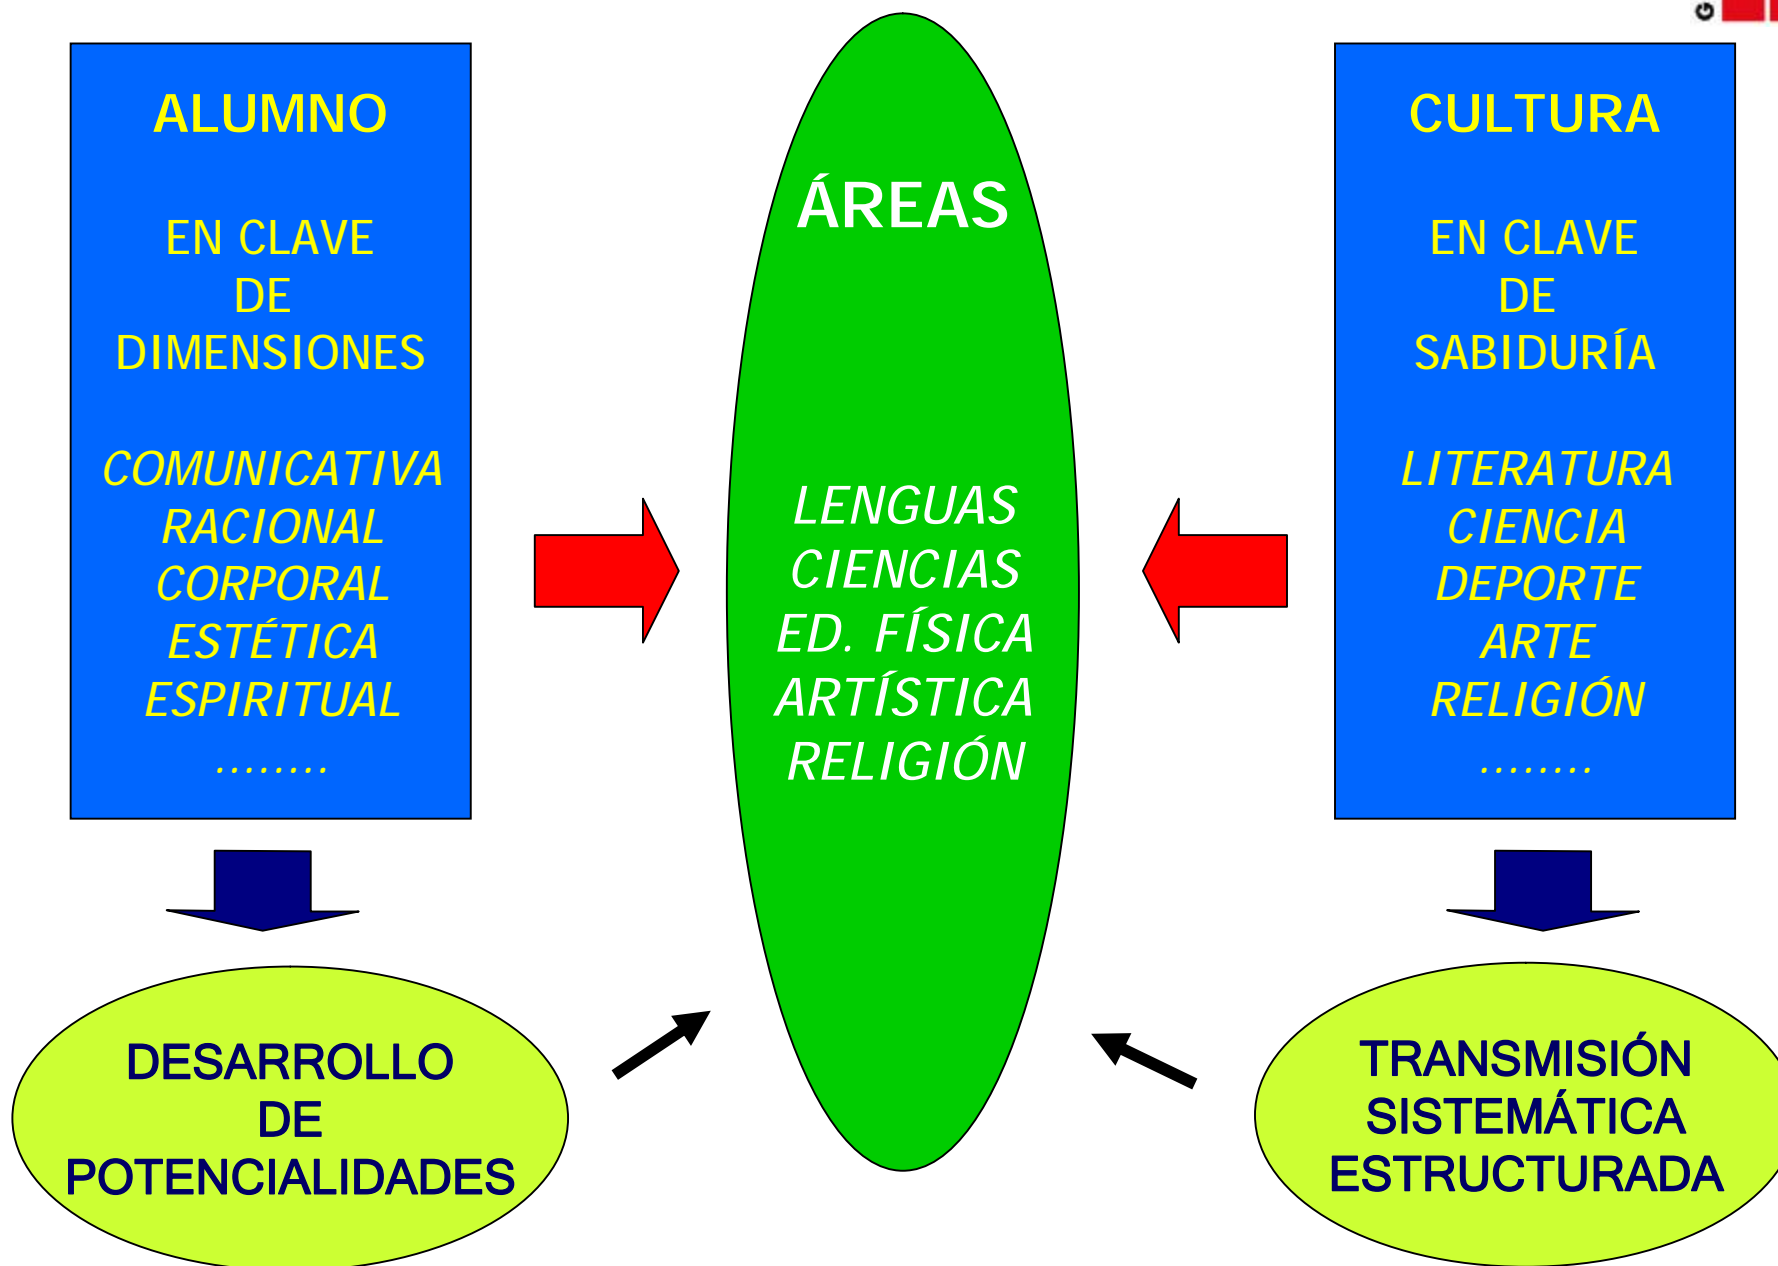 G
ALUMNO
EN CLAVE
DE
DIMENSIONES
COMUNICATIVA
RACIONAL
CORPORAL
ESTÉTICA
ESPIRITUAL
........
ÁREAS
LENGUAS
CIENCIAS
ED. FÍSICA
ARTÍSTICA
RELIGIÓN
CULTURA
EN CLAVE
DE
SABIDURÍA
LITERATURA
CIENCIA
DEPORTE
ARTE
RELIGIÓN
........
DESARROLLO
DE
POTENCIALIDADES
TRANSMISIÓN
SISTEMÁTICA
ESTRUCTURADA